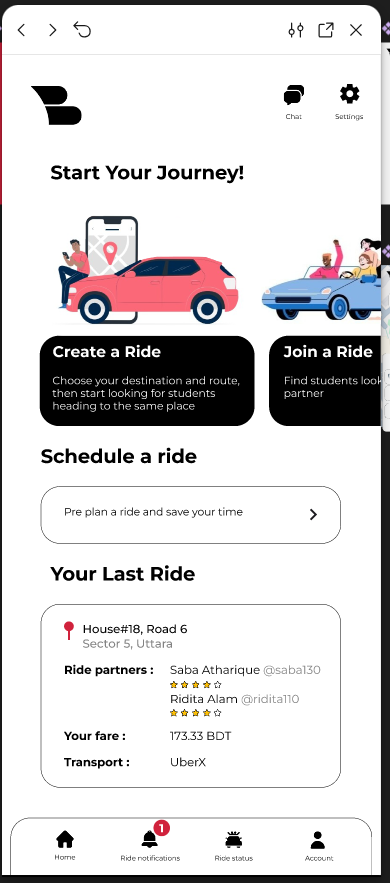 Chat
Settings
Start Your Journey!
Create a Ride
Choose your destination and route,
then start looking for students
heading to the same place
Join a Ride
Find students look
partner
Schedule a ride
Pre plan a ride and save your time
Your Last Ride
House#18, Road 6
Sector 5, Uttara
Ride partners :
Saba Atharique @saba130
Ridita Alam @ridita110
Your fare :
173.33 BDT
Transport :
UberX
1
Home
Ride notifications
Ride status
Account